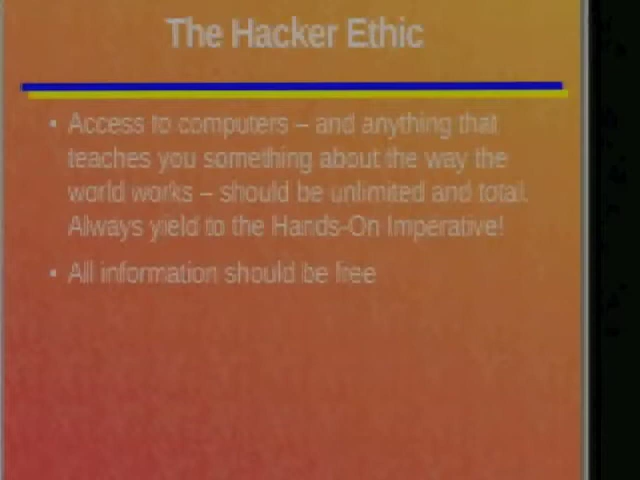 The Hacker Ethic
• Access to computers – and anything that
teaches you something about the way the
world works – should be unlimited and total.
Always yield to the Hands-On Imperative!
• All information should be free